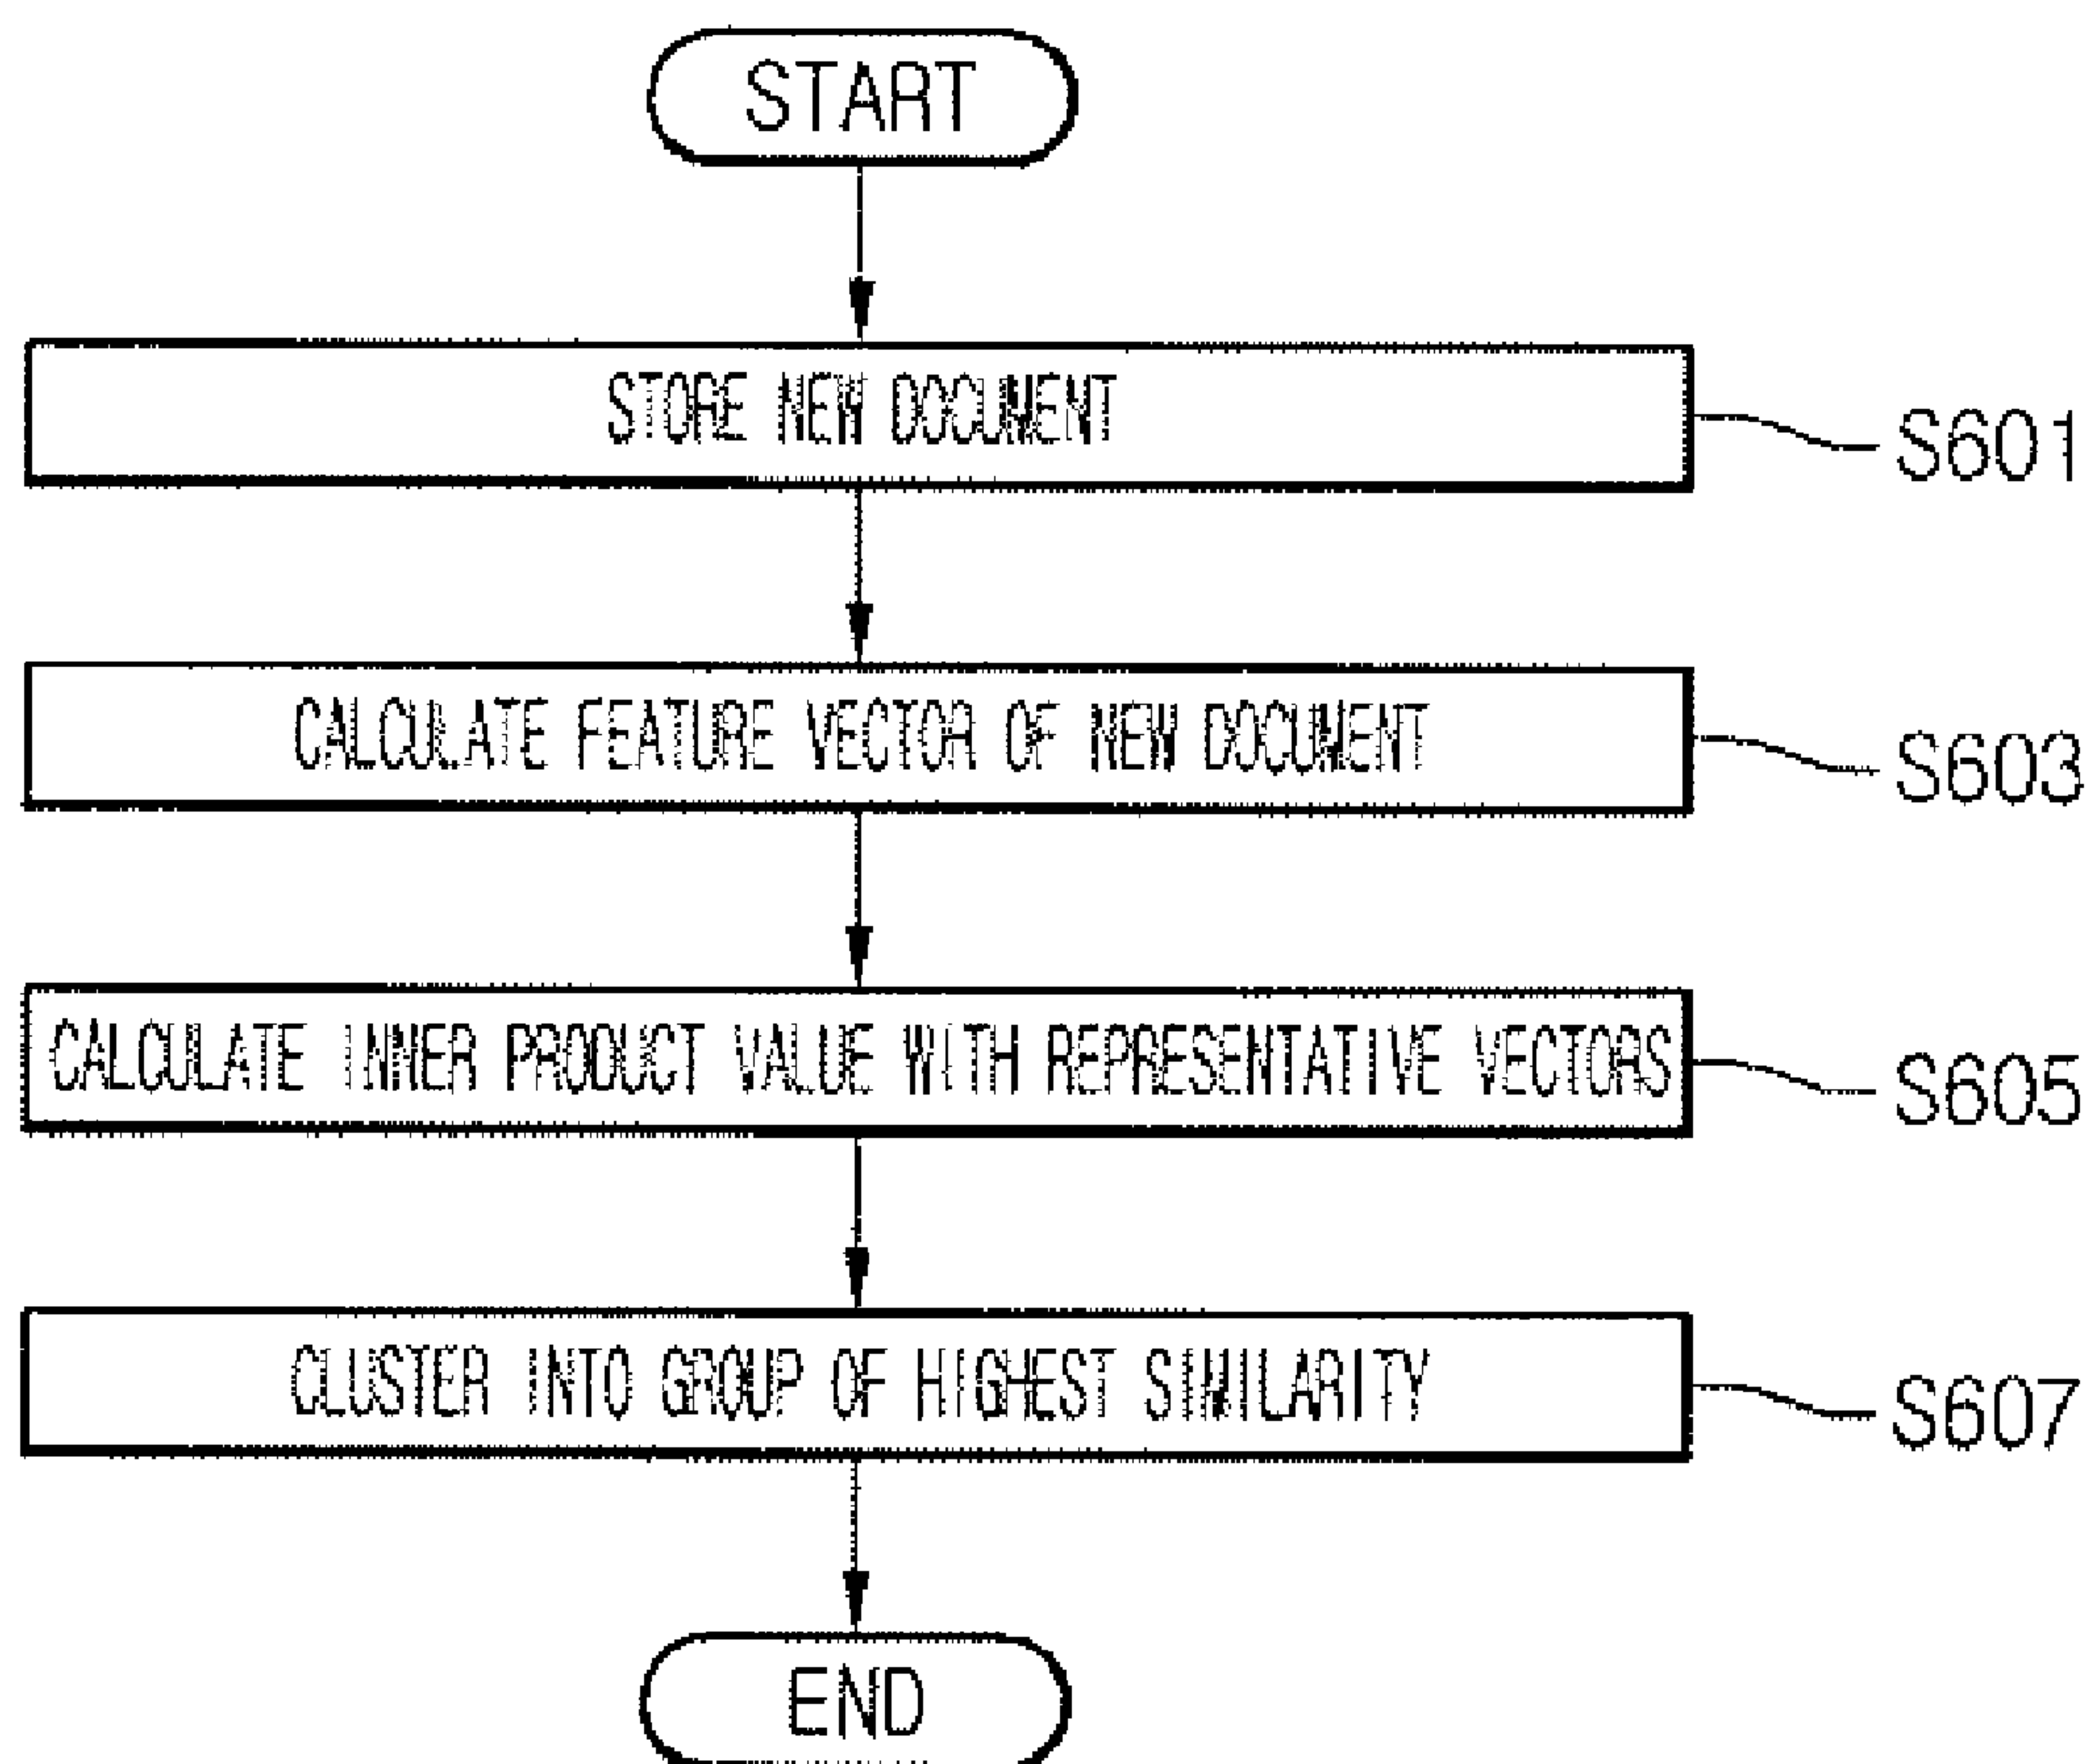 START
STORE NEW DOCUMENT
S601
CALCULATE FEATURE VECTOR OF NEW DOCUMENT
S603
CALCULATE INNER PRODUCT VALUE WITH REPRESENTATIVE VECTORS
S605
CLUSTER INTO GROUP OF HIGHEST SIMILARITY
S607
END